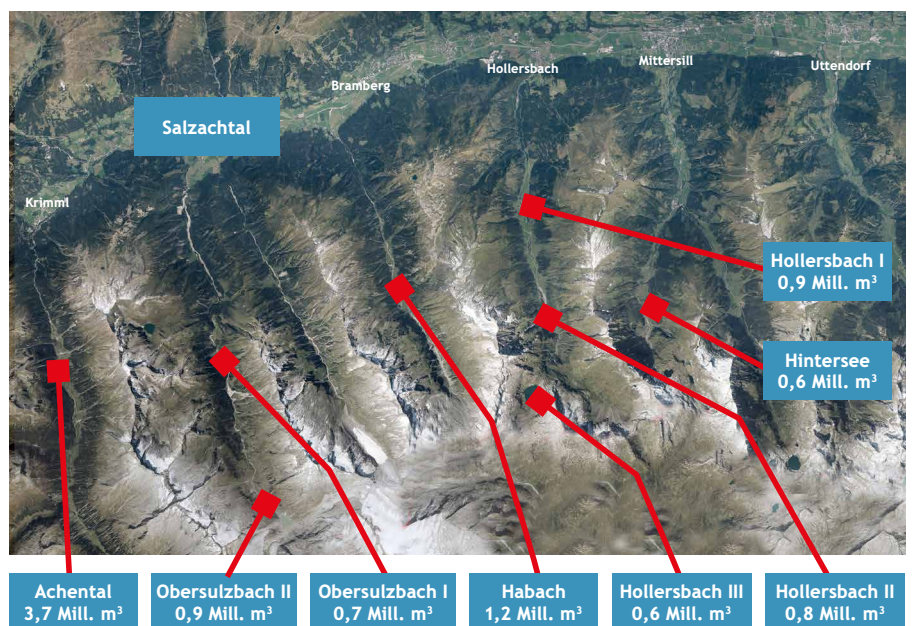 Mittersill
Hollersbach
Uttendorf
Bramberg
Salzachtal
Krimml
Hollersbach I
0,9 Mill. m³
Hintersee
0,6 Mill. m³
Achental
3,7 Mill. m³
Obersulzbach II
0,9 Mill. m³
Obersulzbach I
0,7 Mill. m³
Habach
1,2 Mill. m³
Hollersbach III
0,6 Mill. m³
Hollersbach II
0,8 Mill. m³